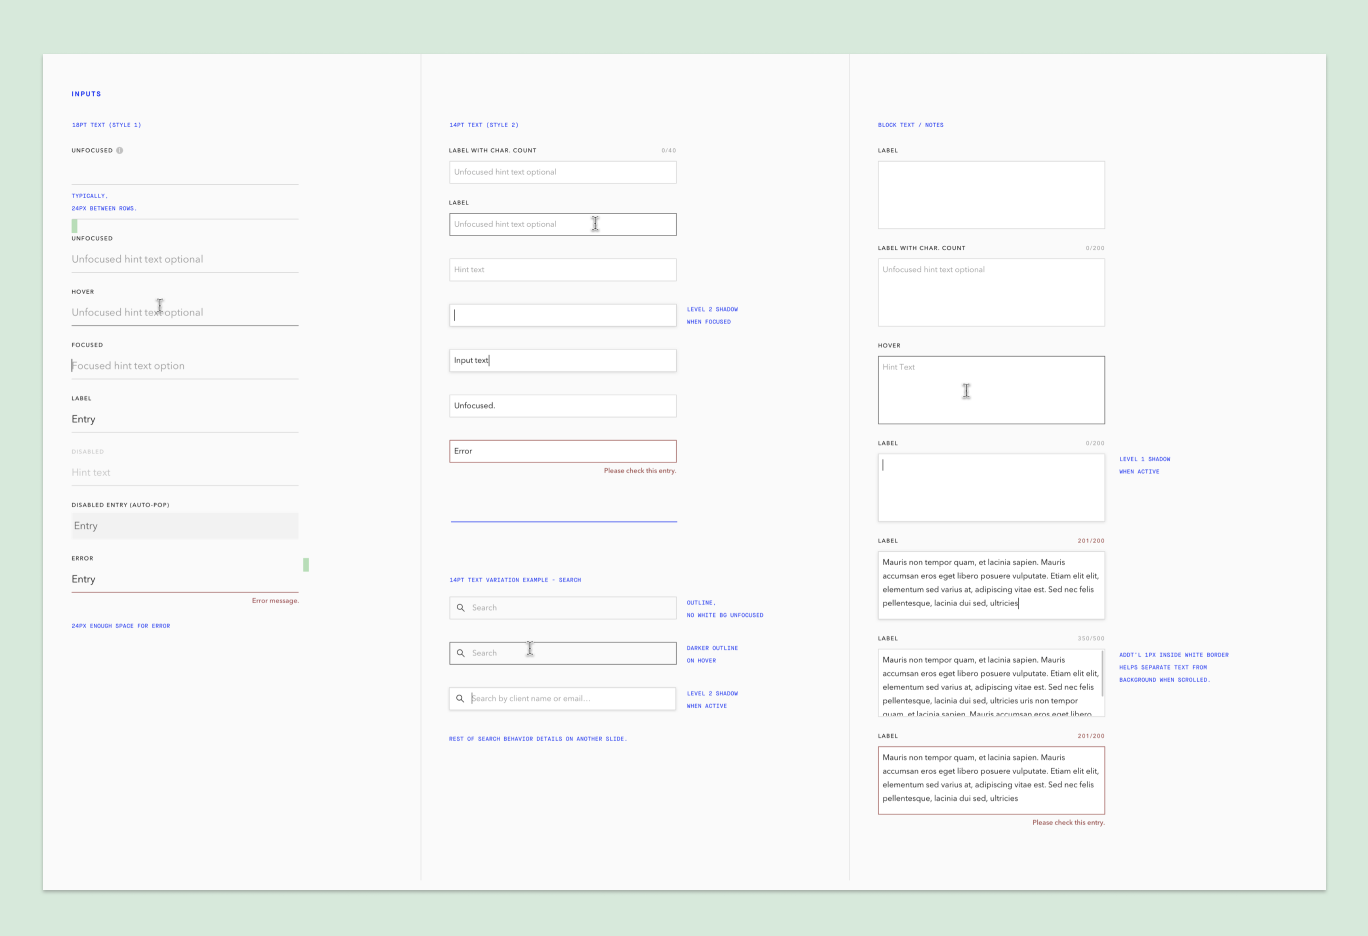 INPUTS
18PT TEXT (STYLE 1)
UNFOCUSED
TYPICALLY,
24PX BETWEEN ROWS.
UNFOCUSED
Unfocused hint text optional
HOVER
Unfocused hint text optional
FOCUSED
Focused hint text option
LABEL
Entry
DISABLED
Hint text
DISABLED ENTRY (AUTO-POP)
Entry
ERROR
Entry
Error message.
24PX ENOUGH SPACE FOR ERROR
14PT TEXT (STYLE 2)
LABEL WITH CHAR. COUNT 0/40
Unfocused hint text optional
LABEL
Unfocused hint text optional
Hint text
LEVEL 2 SHADOW
WHEN FOCUSED
Input text
Unfocused.
Error
Please check this entry.
14PT TEXT VARIATION EXAMPLE - SEARCH
Search
OUTLINE,
NO WHITE BG UNFOCUSED
Search
DARKER OUTLINE
ON HOVER
Search by client name or email...
LEVEL 2 SHADOW
WHEN ACTIVE
REST OF SEARCH BEHAVIOR DETAILS ON ANOTHER SLIDE.
BLOCK TEXT / NOTES
LABEL
LABEL WITH CHAR. COUNT 0/200
Unfocused hint text optional
HOVER
Hint Text
LABEL 0/200
LEVEL 1 SHADOW
WHEN ACTIVE
LABEL 201/200
Mauris non tempor quam, et lacinia sapien. Mauris
accumsan eros eget libero posuere vulputate. Etiam elit elit,
elementum sed varius at, adipiscing vitae est. Sed nec felis
pellentesque, lacinia dui sed, ultricies
LABEL 350/500
Mauris non tempor quam, et lacinia sapien. Mauris
accumsan eros eget libero posuere vulputate. Etiam elit elit,
elementum sed varius at, adipiscing vitae est. Sed nec felis
pellentesque, lacinia dui sed, ultricies uris non tempor
quam, et lacinia sapien. Mauris accumsan eros eget libero
ADDT'L 1PX INSIDE WHITE BORDER
HELPS SEPARATE TEXT FROM
BACKGROUND WHEN SCROLLED.
LABEL 201/200
Mauris non tempor quam, et lacinia sapien. Mauris
accumsan eros eget libero posuere vulputate. Etiam elit elit,
elementum sed varius at, adipiscing vitae est. Sed nec felis
pellentesque, lacinia dui sed, ultricies
Please check this entry.